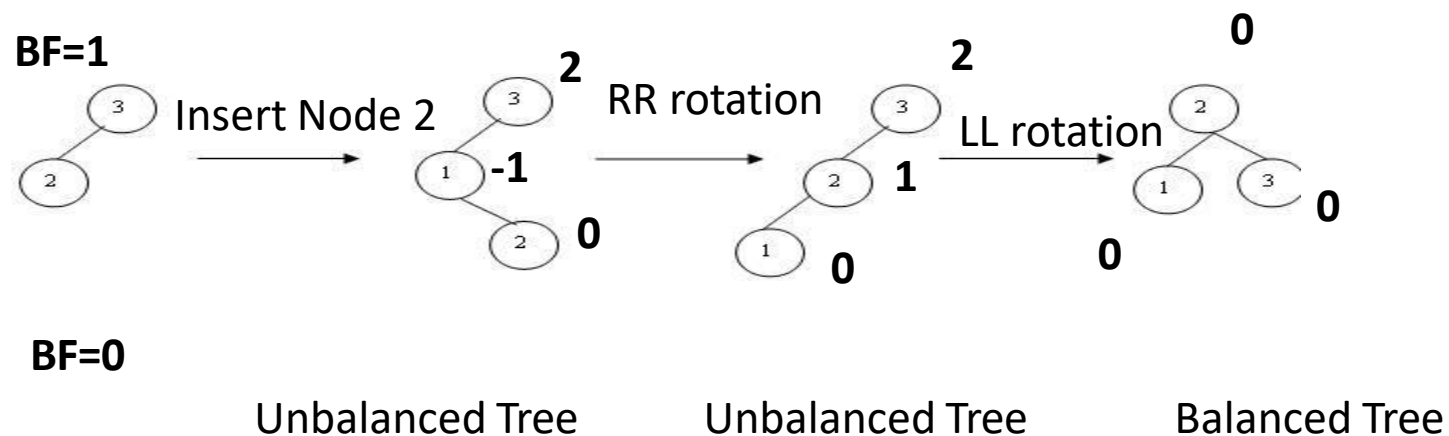 BF=1
3
2
Insert Node 2
2
3
1
-1
2
0
RR rotation
2
3
2
1
1
0
LL rotation
0
2
1
3
0
0
BF=0
Unbalanced Tree
Unbalanced Tree
Balanced Tree